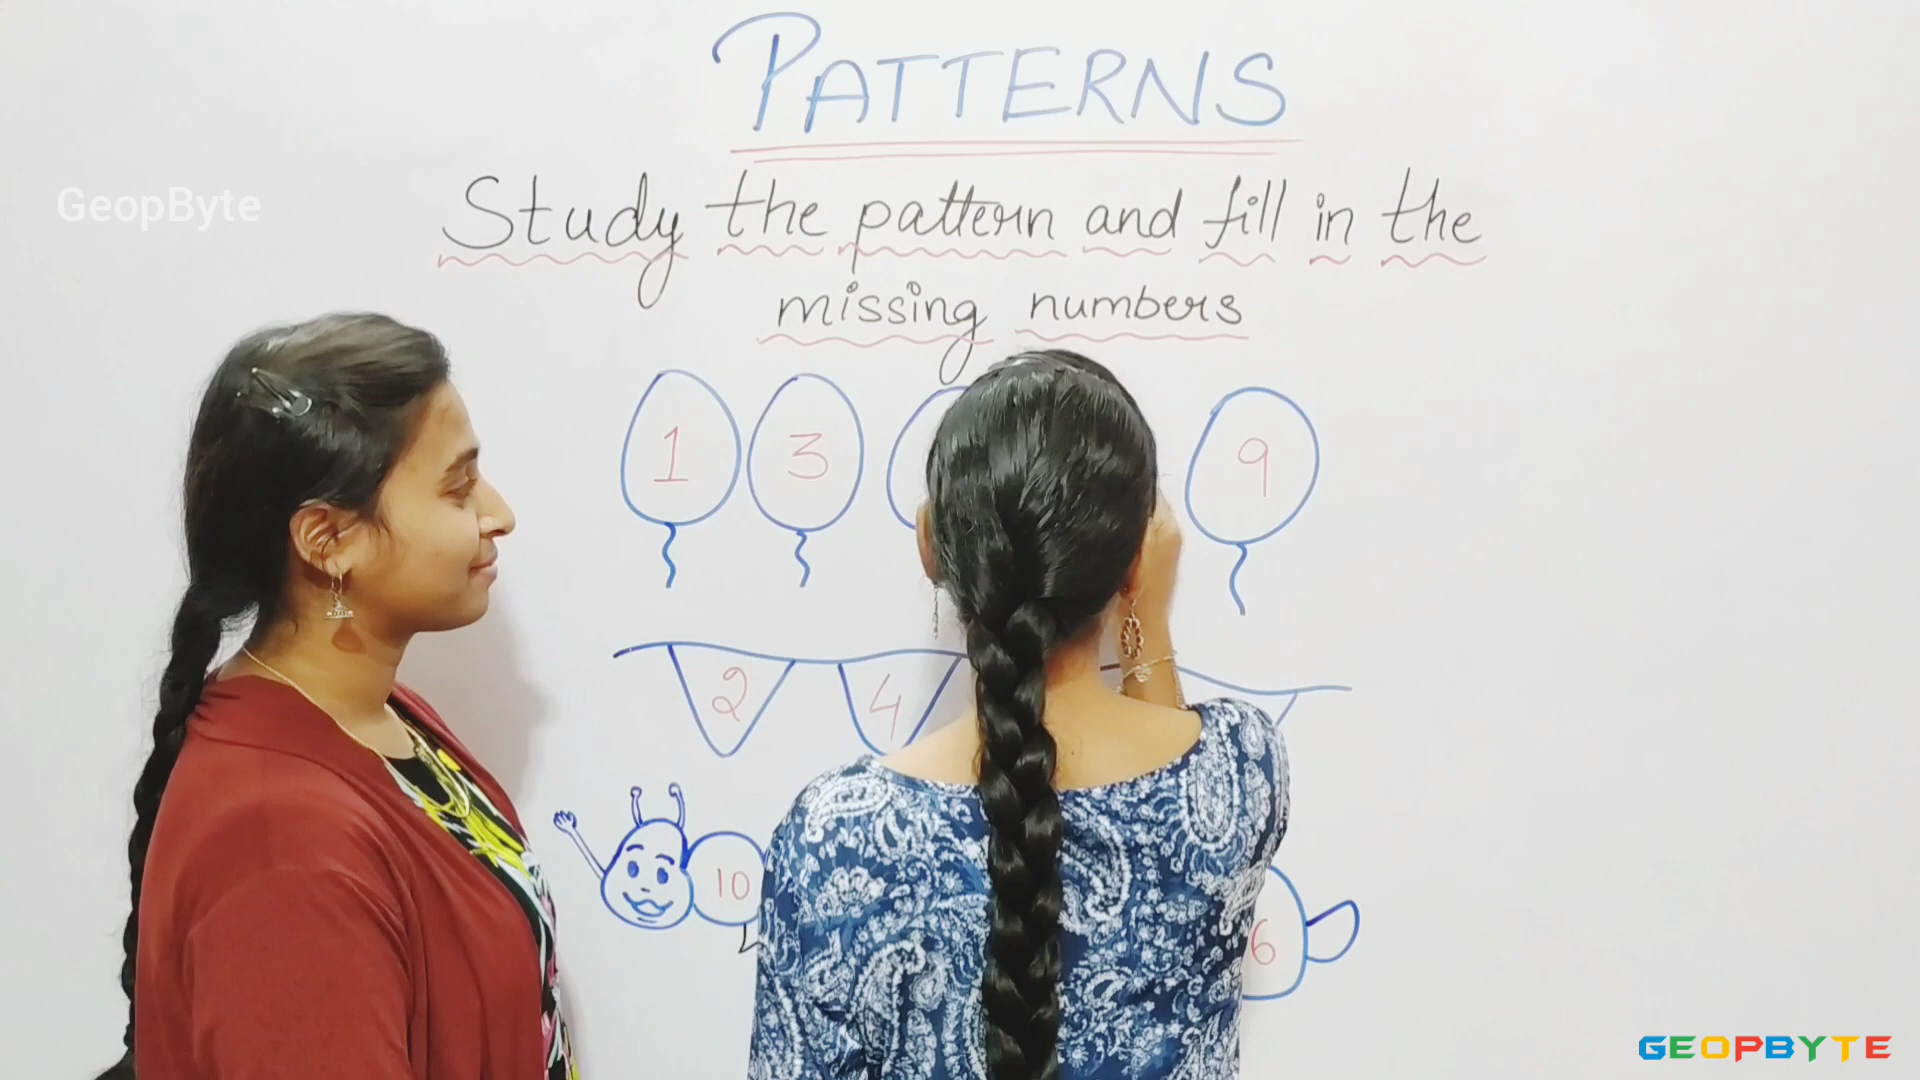 PATTERNS
Study the pattern and fill in the
missing numbers
GeopByte
1 3 9
2 4
10 6
GEOPBYTE